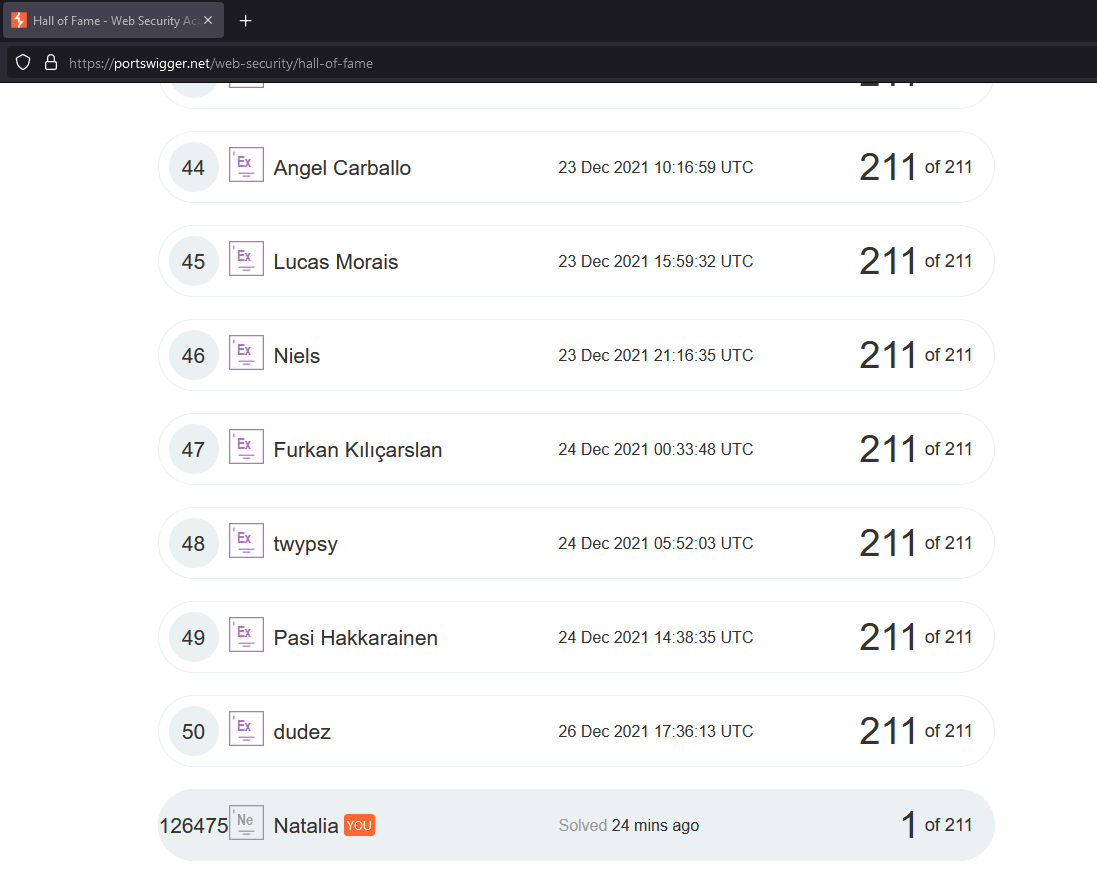 Hall of Fame - Web Security Ac
https://portswigger.net/web-security/hall-of-fame
211
44 'Ex Angel Carballo 23 Dec 2021 10:16:59 UTC 211 of 211
45 'Ex Lucas Morais 23 Dec 2021 15:59:32 UTC 211 of 211
46 'Ex Niels 23 Dec 2021 21:16:35 UTC 211 of 211
47 'Ex Furkan Kılıçarslan 24 Dec 2021 00:33:48 UTC 211 of 211
48 'Ex twypsy 24 Dec 2021 05:52:03 UTC 211 of 211
49 'Ex Pasi Hakkarainen 24 Dec 2021 14:38:35 UTC 211 of 211
50 'Ex dudez 26 Dec 2021 17:36:13 UTC 211 of 211
126475 'Ne Natalia YOU Solved 24 mins ago 1 of 211